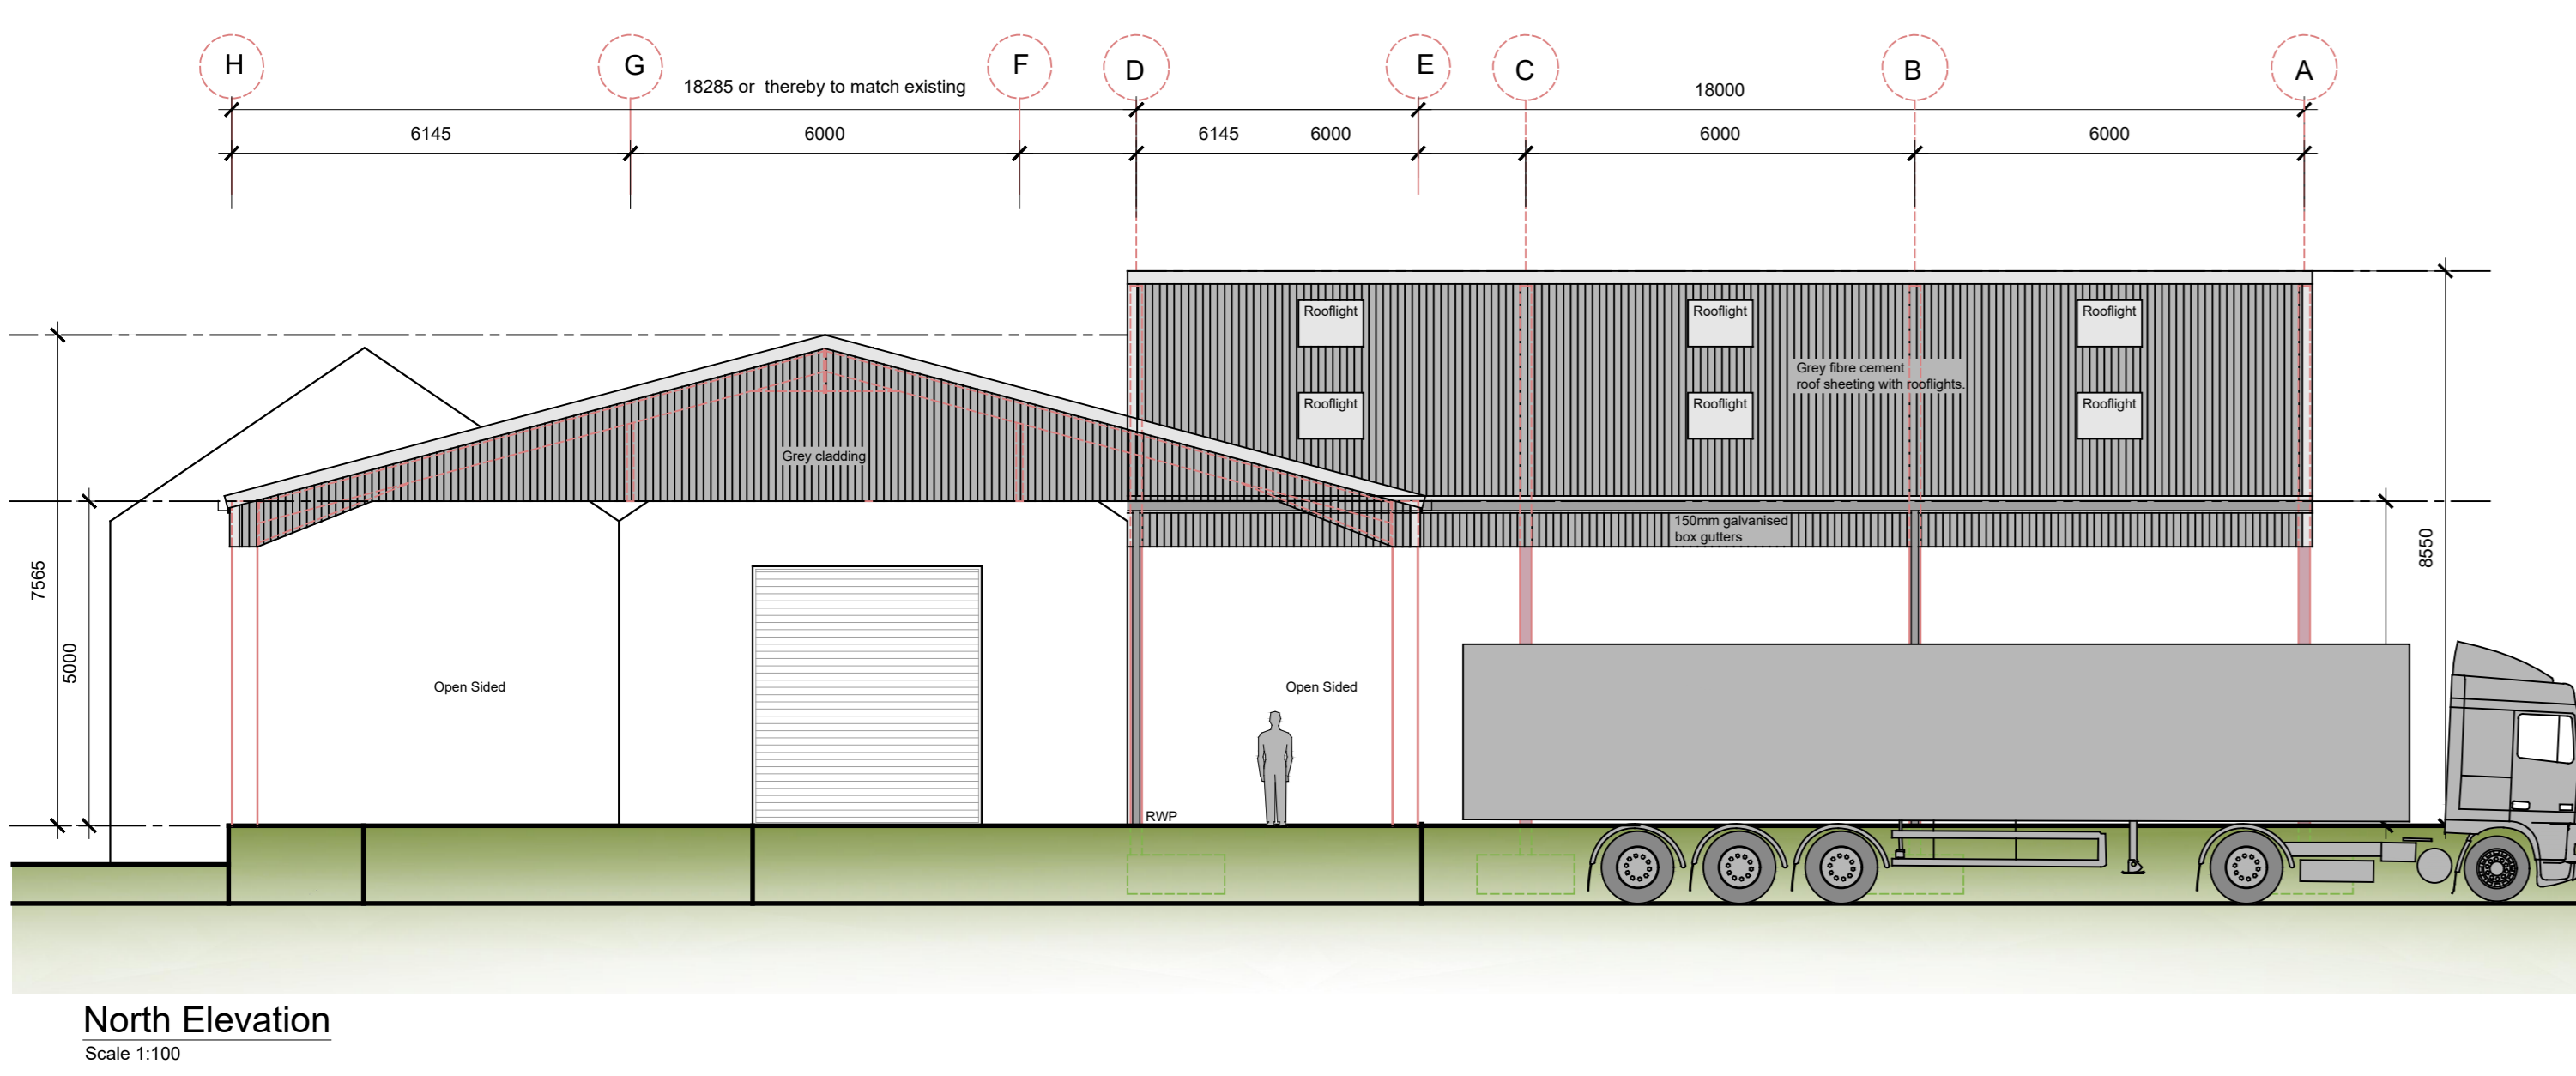 H G F D E C B A
18285 or thereby to match existing
18000
6145 6000 6145 6000 6000 6000
Rooflight Rooflight Rooflight
Grey fibre cement
roof sheeting with rooflights.
Rooflight Rooflight Rooflight
Grey cladding
150mm galvanised
box gutters
7565
5000
8550
Open Sided Open Sided
RWP
North Elevation
Scale 1:100